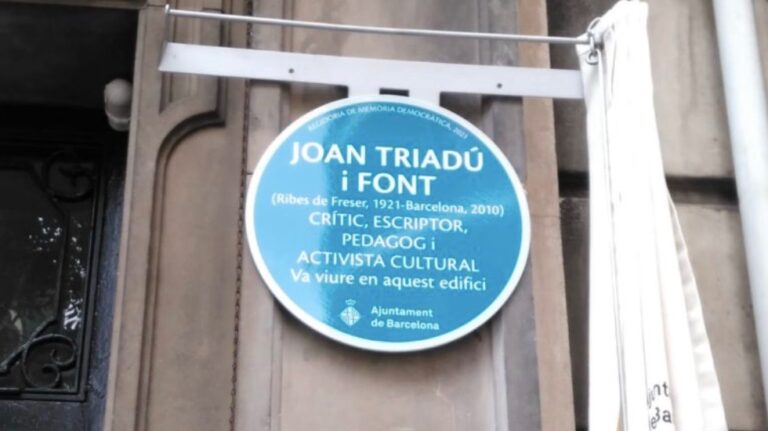 REGIDORIA DE MEMÒRIA DEMOCRÀTICA, 2021
JOAN TRIADÚ
i FONT
(Ribes de Freser, 1921-Barcelona, 2010)
CRÍTIC, ESCRIPTOR,
PEDAGOG i
ACTIVISTA CULTURAL
Va viure en aquest edifici
Ajuntament
de Barcelona